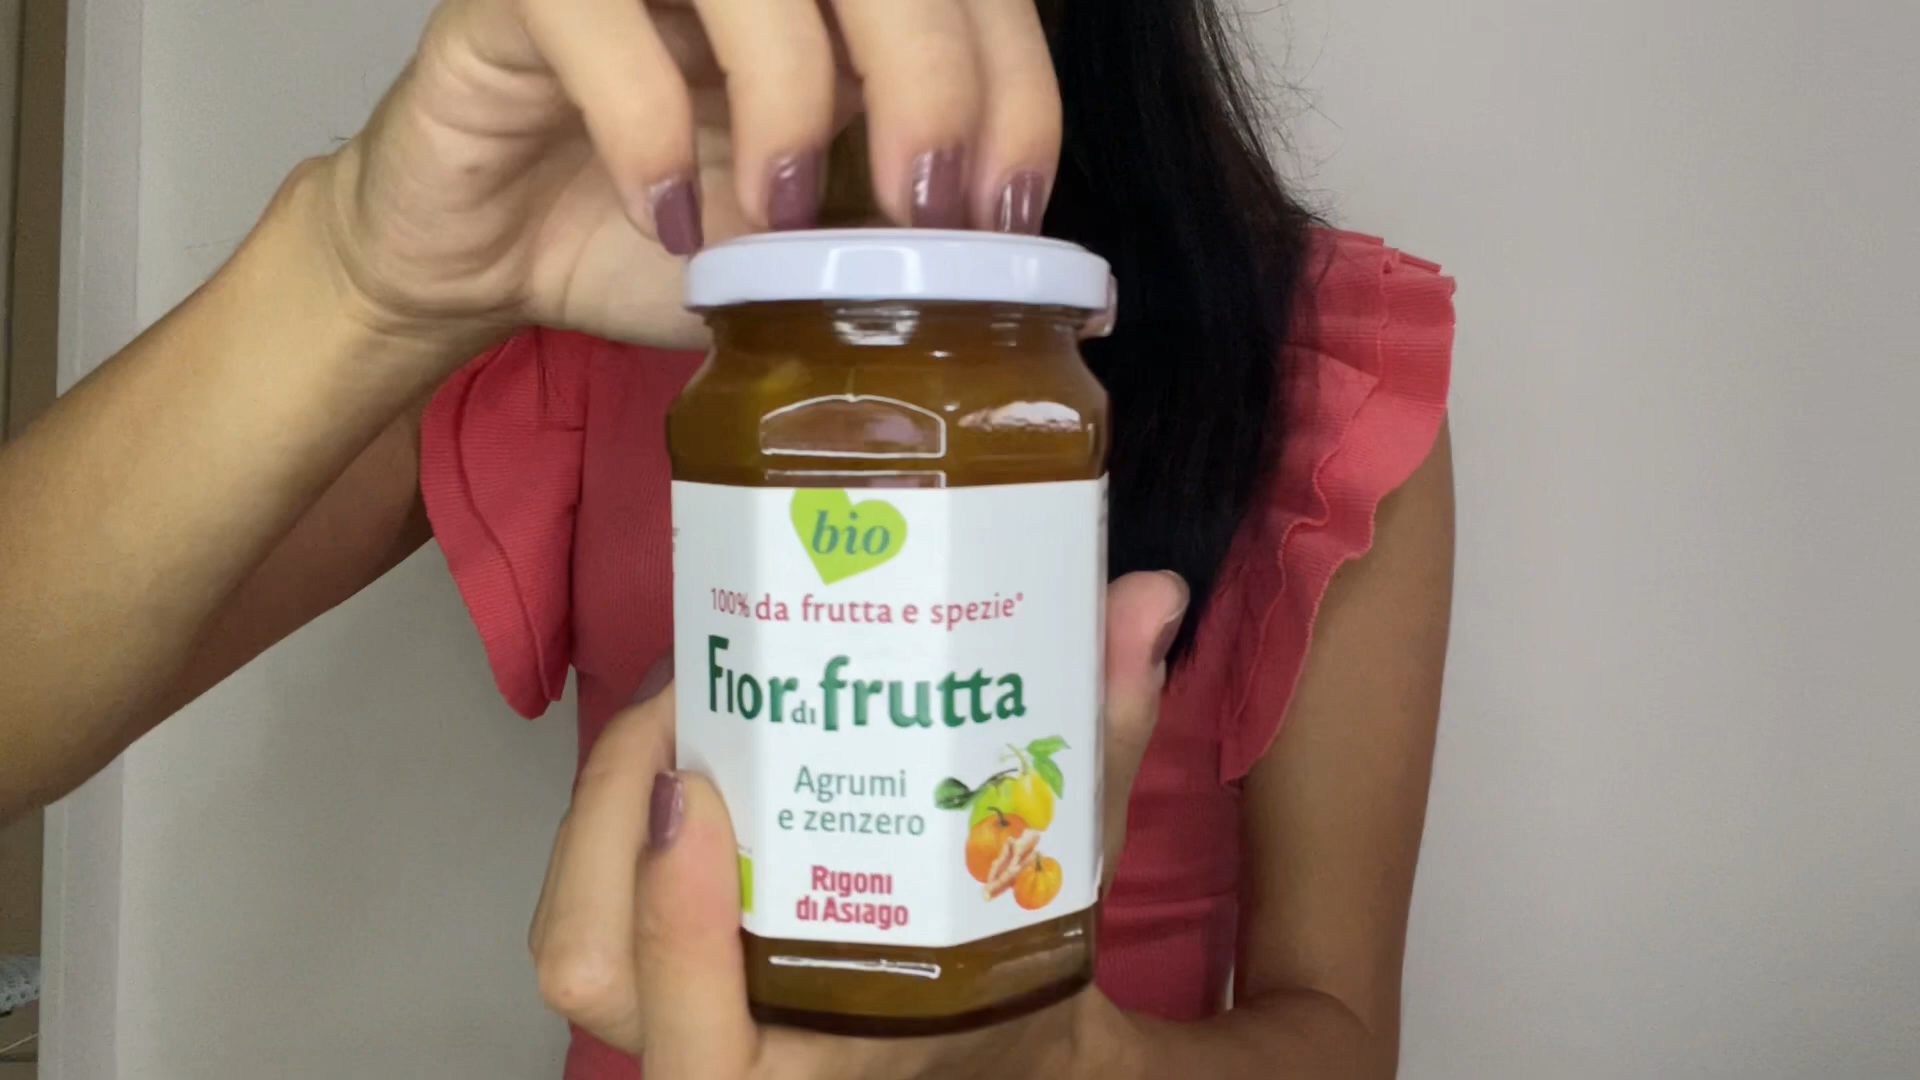 bio
100% da frutta e spezie*
Fior di frutta
Agrumi
e zenzero
Rigoni
di Asiago